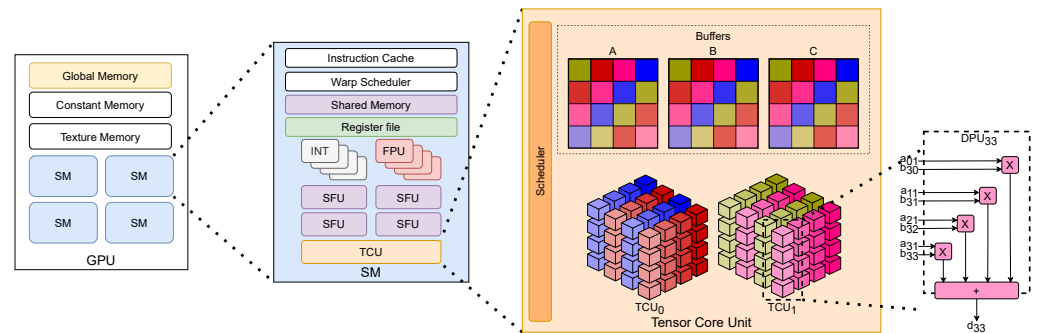 Global Memory
Constant Memory
Texture Memory
SM
SM
SM
SM
GPU
Instruction Cache
Warp Scheduler
Shared Memory
Register file
INT
FPU
SFU
SFU
SFU
SFU
TCU
SM
Scheduler
Buffers
A
B
C
TCU0
TCU1
Tensor Core Unit
DPU33
a01
b30
X
a11
b31
X
a21
b32
X
a31
b33
X
+
d33